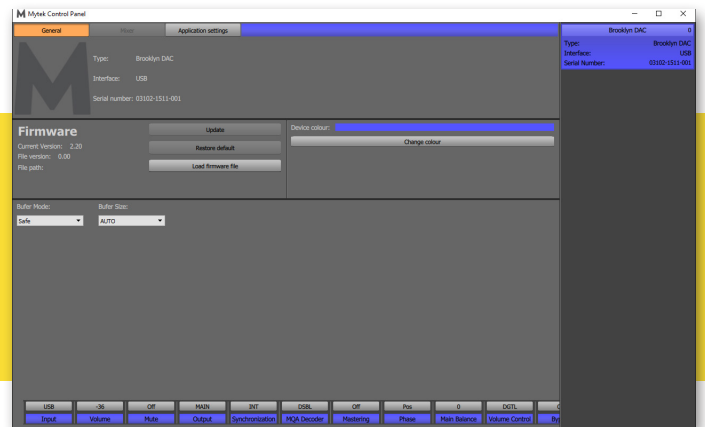 Mytek Control Panel
General Mixer Application settings
Brooklyn DAC 0
Type: Brooklyn DAC
Interface: USB
Serial Number: 03102-1511-001
Type: Brooklyn DAC
Interface: USB
Serial number: 03102-1511-001
Firmware
Current Version: 2.20
File version: 0.00
File path:
Update
Restore default
Load firmware file
Device colour:
Change colour
Bufer Mode: Bufer Size:
Safe AUTO
USB -36 Off MAIN INT DSBL Off Pos 0 DGTL
Input Volume Mute Output Synchronization MQA Decoder Mastering Phase Main Balance Volume Control